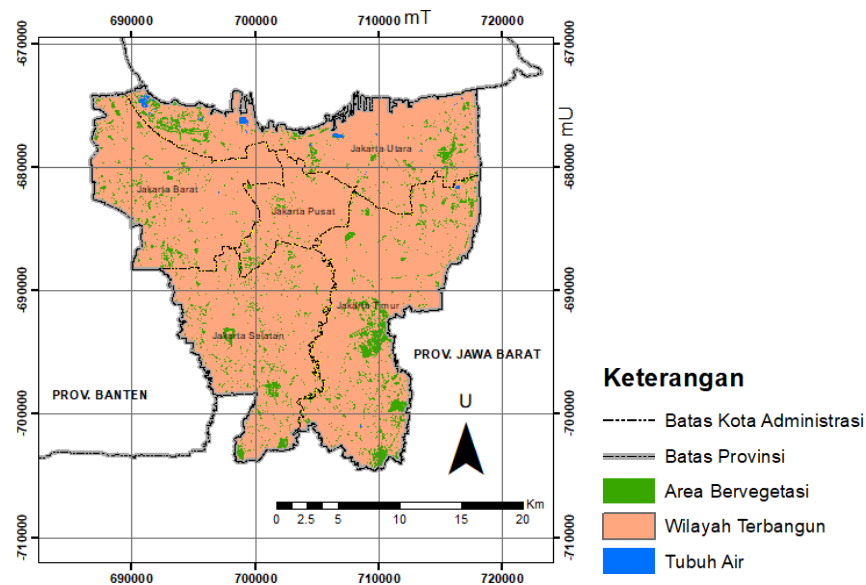 690000 700000 710000 mT 720000
670000 670000
mU
Jakarta Utara
680000 680000
Jakarta Barat
Jakarta Pusat
690000 690000
Jakarta Timur
Jakarta Selatan
PROV. JAWA BARAT
PROV. BANTEN
U
-700000 -700000
Km
0 2.5 5 10 15 20
-710000 -710000
690000 700000 710000 720000
Keterangan
Batas Kota Administrasi
Batas Provinsi
Area Bervegetasi
Wilayah Terbangun
Tubuh Air